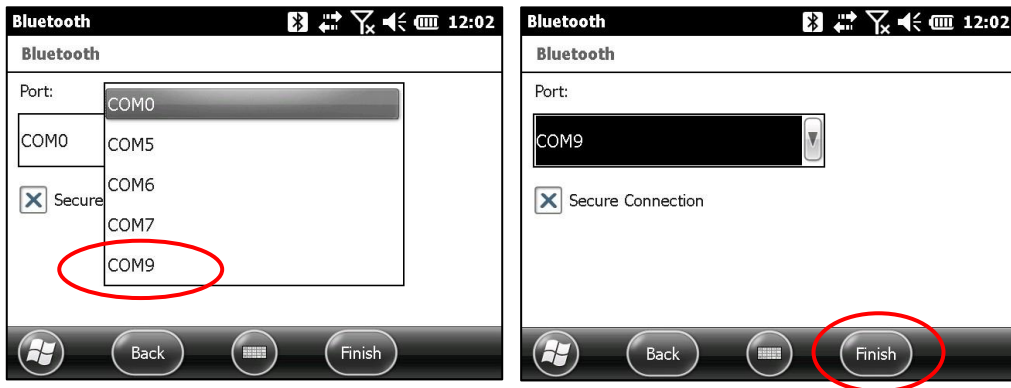 Bluetooth 12:02
Bluetooth
Port:
COM0
COM0
COM5
COM6
Secure
COM7
COM9
Back Finish
Bluetooth 12:02
Bluetooth
Port:
COM9
Secure Connection
Back Finish